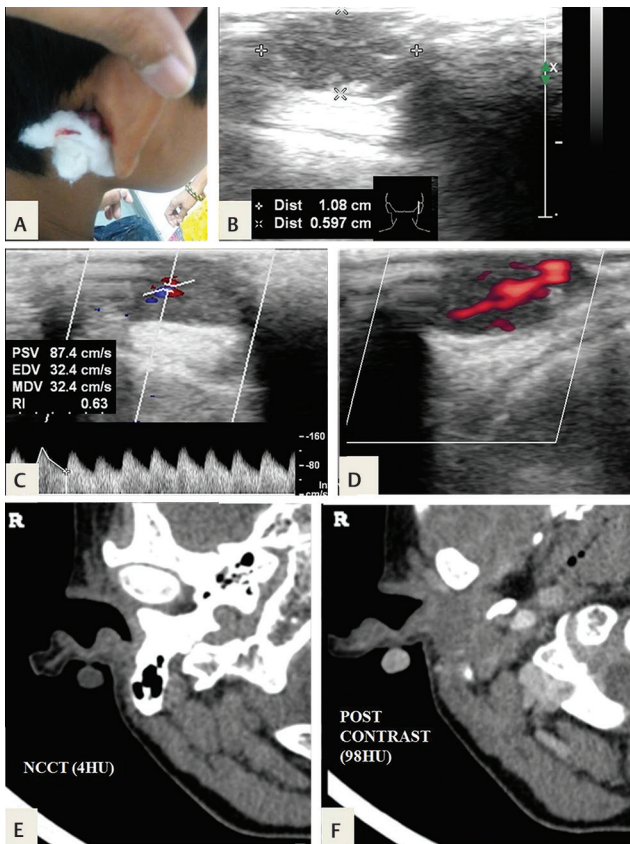 A
B
X
Dist 1.08 cm
Dist 0.597 cm
C
PSV 87.4 cm/s
EDV 32.4 cm/s
MDV 32.4 cm/s
RI 0.63
-160
-80
cm/s
D
E
R
NCCT (4HU)
F
R
POST
CONTRAST
(98HU)